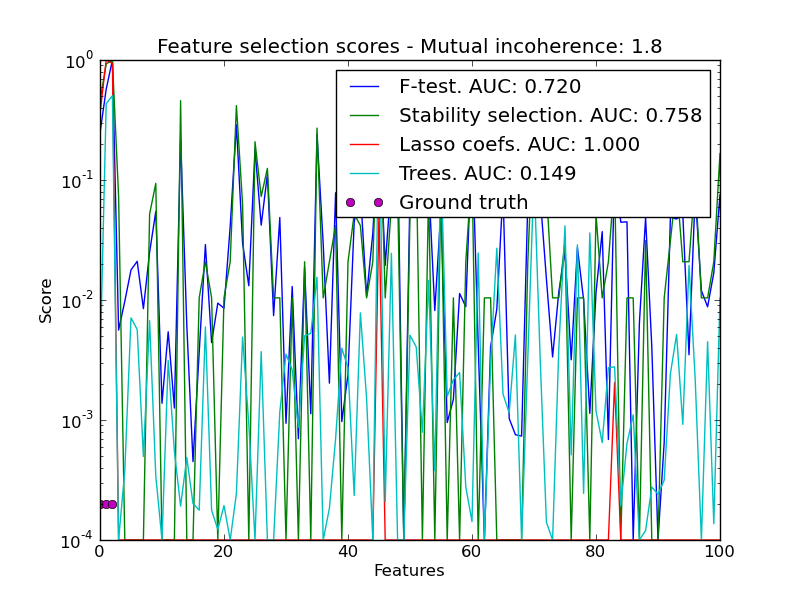 Feature selection scores - Mutual incoherence: 1.8
10^0
10^-1
10^-2
10^-3
10^-4
Score
F-test. AUC: 0.720
Stability selection. AUC: 0.758
Lasso coefs. AUC: 1.000
Trees. AUC: 0.149
Ground truth
0 20 40 60 80 100
Features